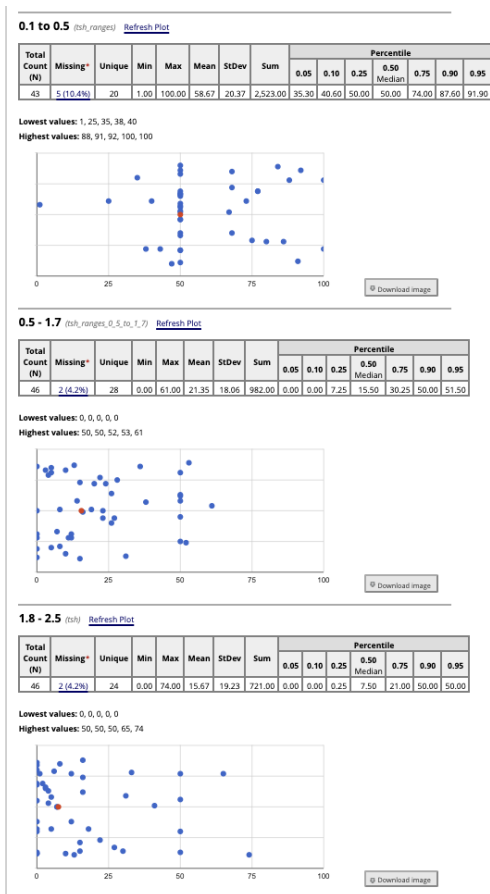 0.1 to 0.5 (tsh_ranges) Refresh Plot
Total Count (N) Missing* Unique Min Max Mean StDev Sum Percentile
0.05 0.10 0.25 0.50 Median 0.75 0.90 0.95
43 5 (10.4%) 20 1.00 100.00 58.67 20.37 2,523.00 35.30 40.60 50.00 50.00 74.00 87.60 91.90
Lowest values: 1, 25, 35, 38, 40
Highest values: 88, 91, 92, 100, 100
0 25 50 75 100
Download image
0.5 - 1.7 (tsh_ranges_0_5_to_1_7) Refresh Plot
Total Count (N) Missing* Unique Min Max Mean StDev Sum Percentile
0.05 0.10 0.25 0.50 Median 0.75 0.90 0.95
46 2 (4.2%) 28 0.00 61.00 21.35 18.06 982.00 0.00 0.00 7.25 15.50 30.25 50.00 51.50
Lowest values: 0, 0, 0, 0, 0
Highest values: 50, 50, 52, 53, 61
0 25 50 75 100
Download image
1.8 - 2.5 (tsh) Refresh Plot
Total Count (N) Missing* Unique Min Max Mean StDev Sum Percentile
0.05 0.10 0.25 0.50 Median 0.75 0.90 0.95
46 2 (4.2%) 24 0.00 74.00 15.67 19.23 721.00 0.00 0.00 0.25 7.50 21.00 50.00 50.00
Lowest values: 0, 0, 0, 0, 0
Highest values: 50, 50, 50, 65, 74
0 25 50 75 100
Download image